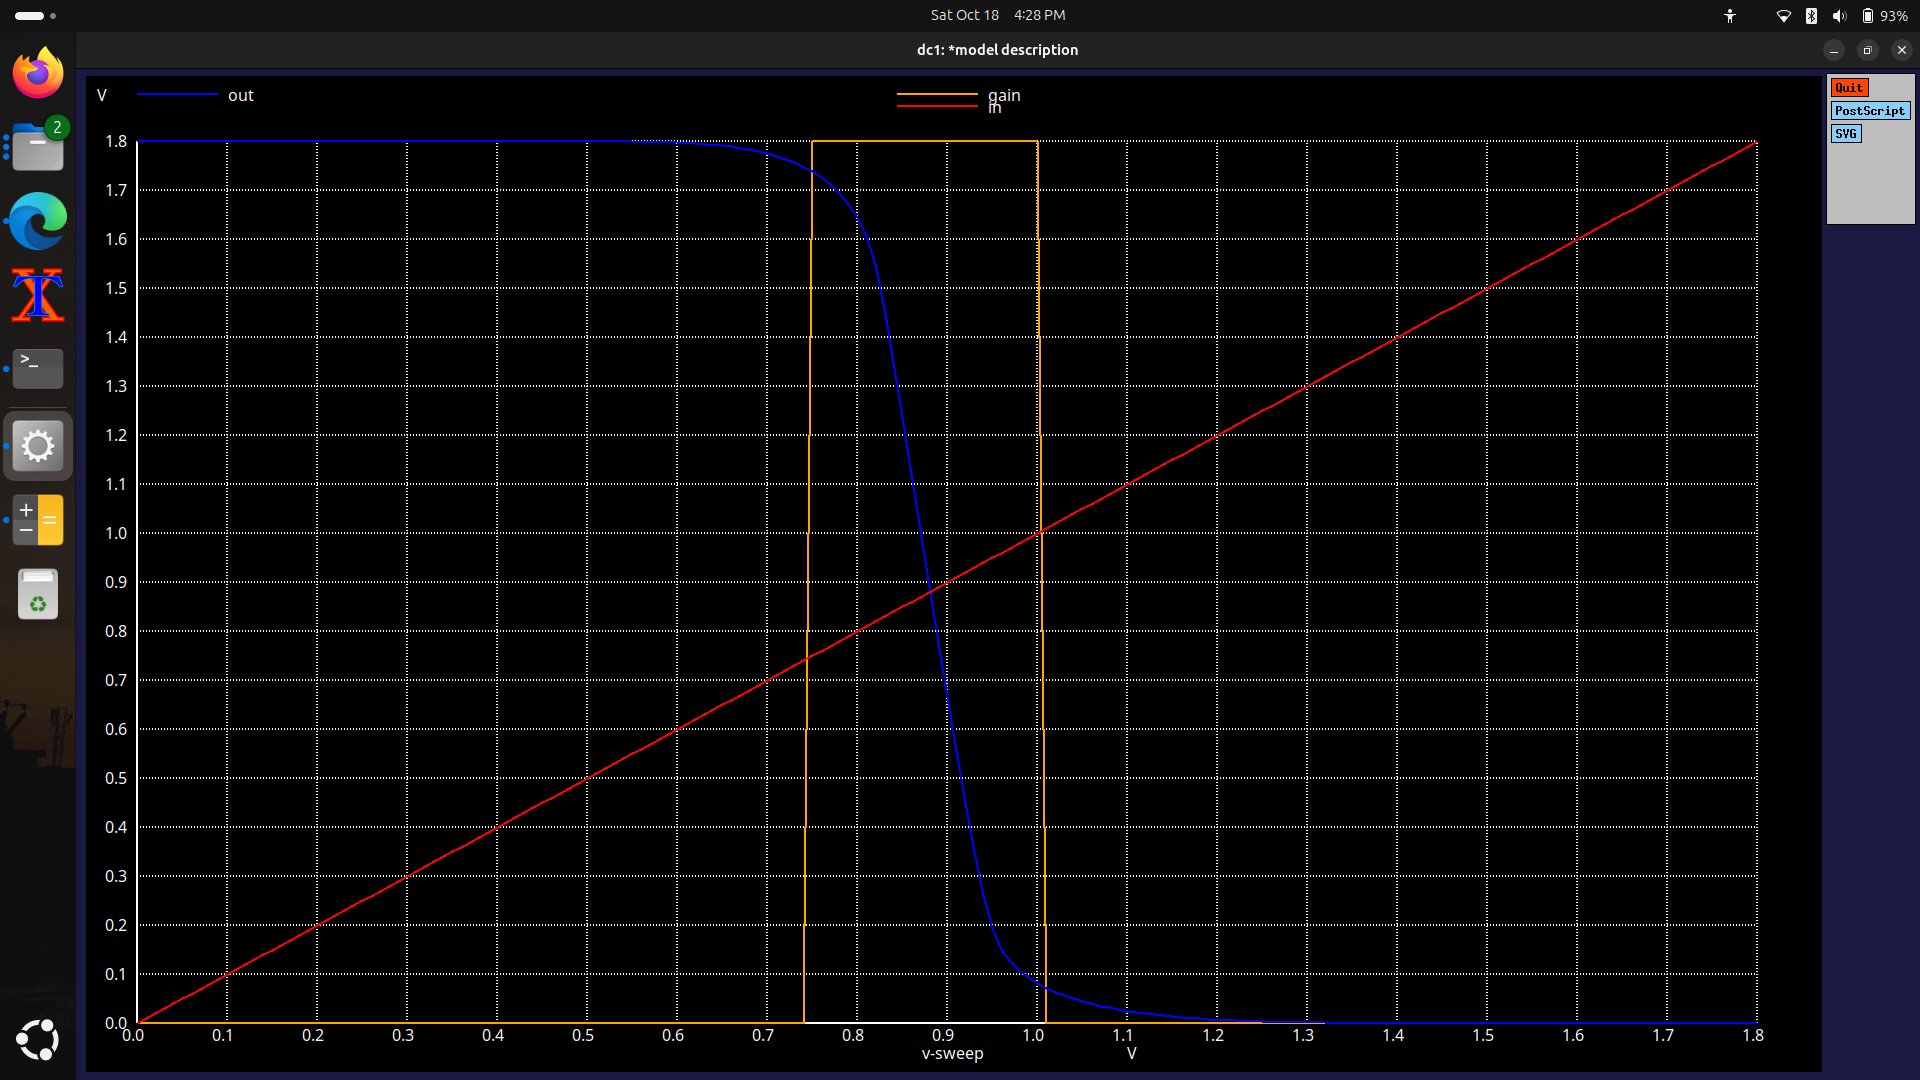 Sat Oct 18 4:28 PM
93%
dc1: *model description
2
V out gain
in
Quit
PostScript
SVG
1.8
1.7
1.6
1.5
1.4
1.3
1.2
1.1
1.0
0.9
0.8
0.7
0.6
0.5
0.4
0.3
0.2
0.1
0.0
0.0 0.1 0.2 0.3 0.4 0.5 0.6 0.7 0.8 0.9 1.0 1.1 1.2 1.3 1.4 1.5 1.6 1.7 1.8
v-sweep V